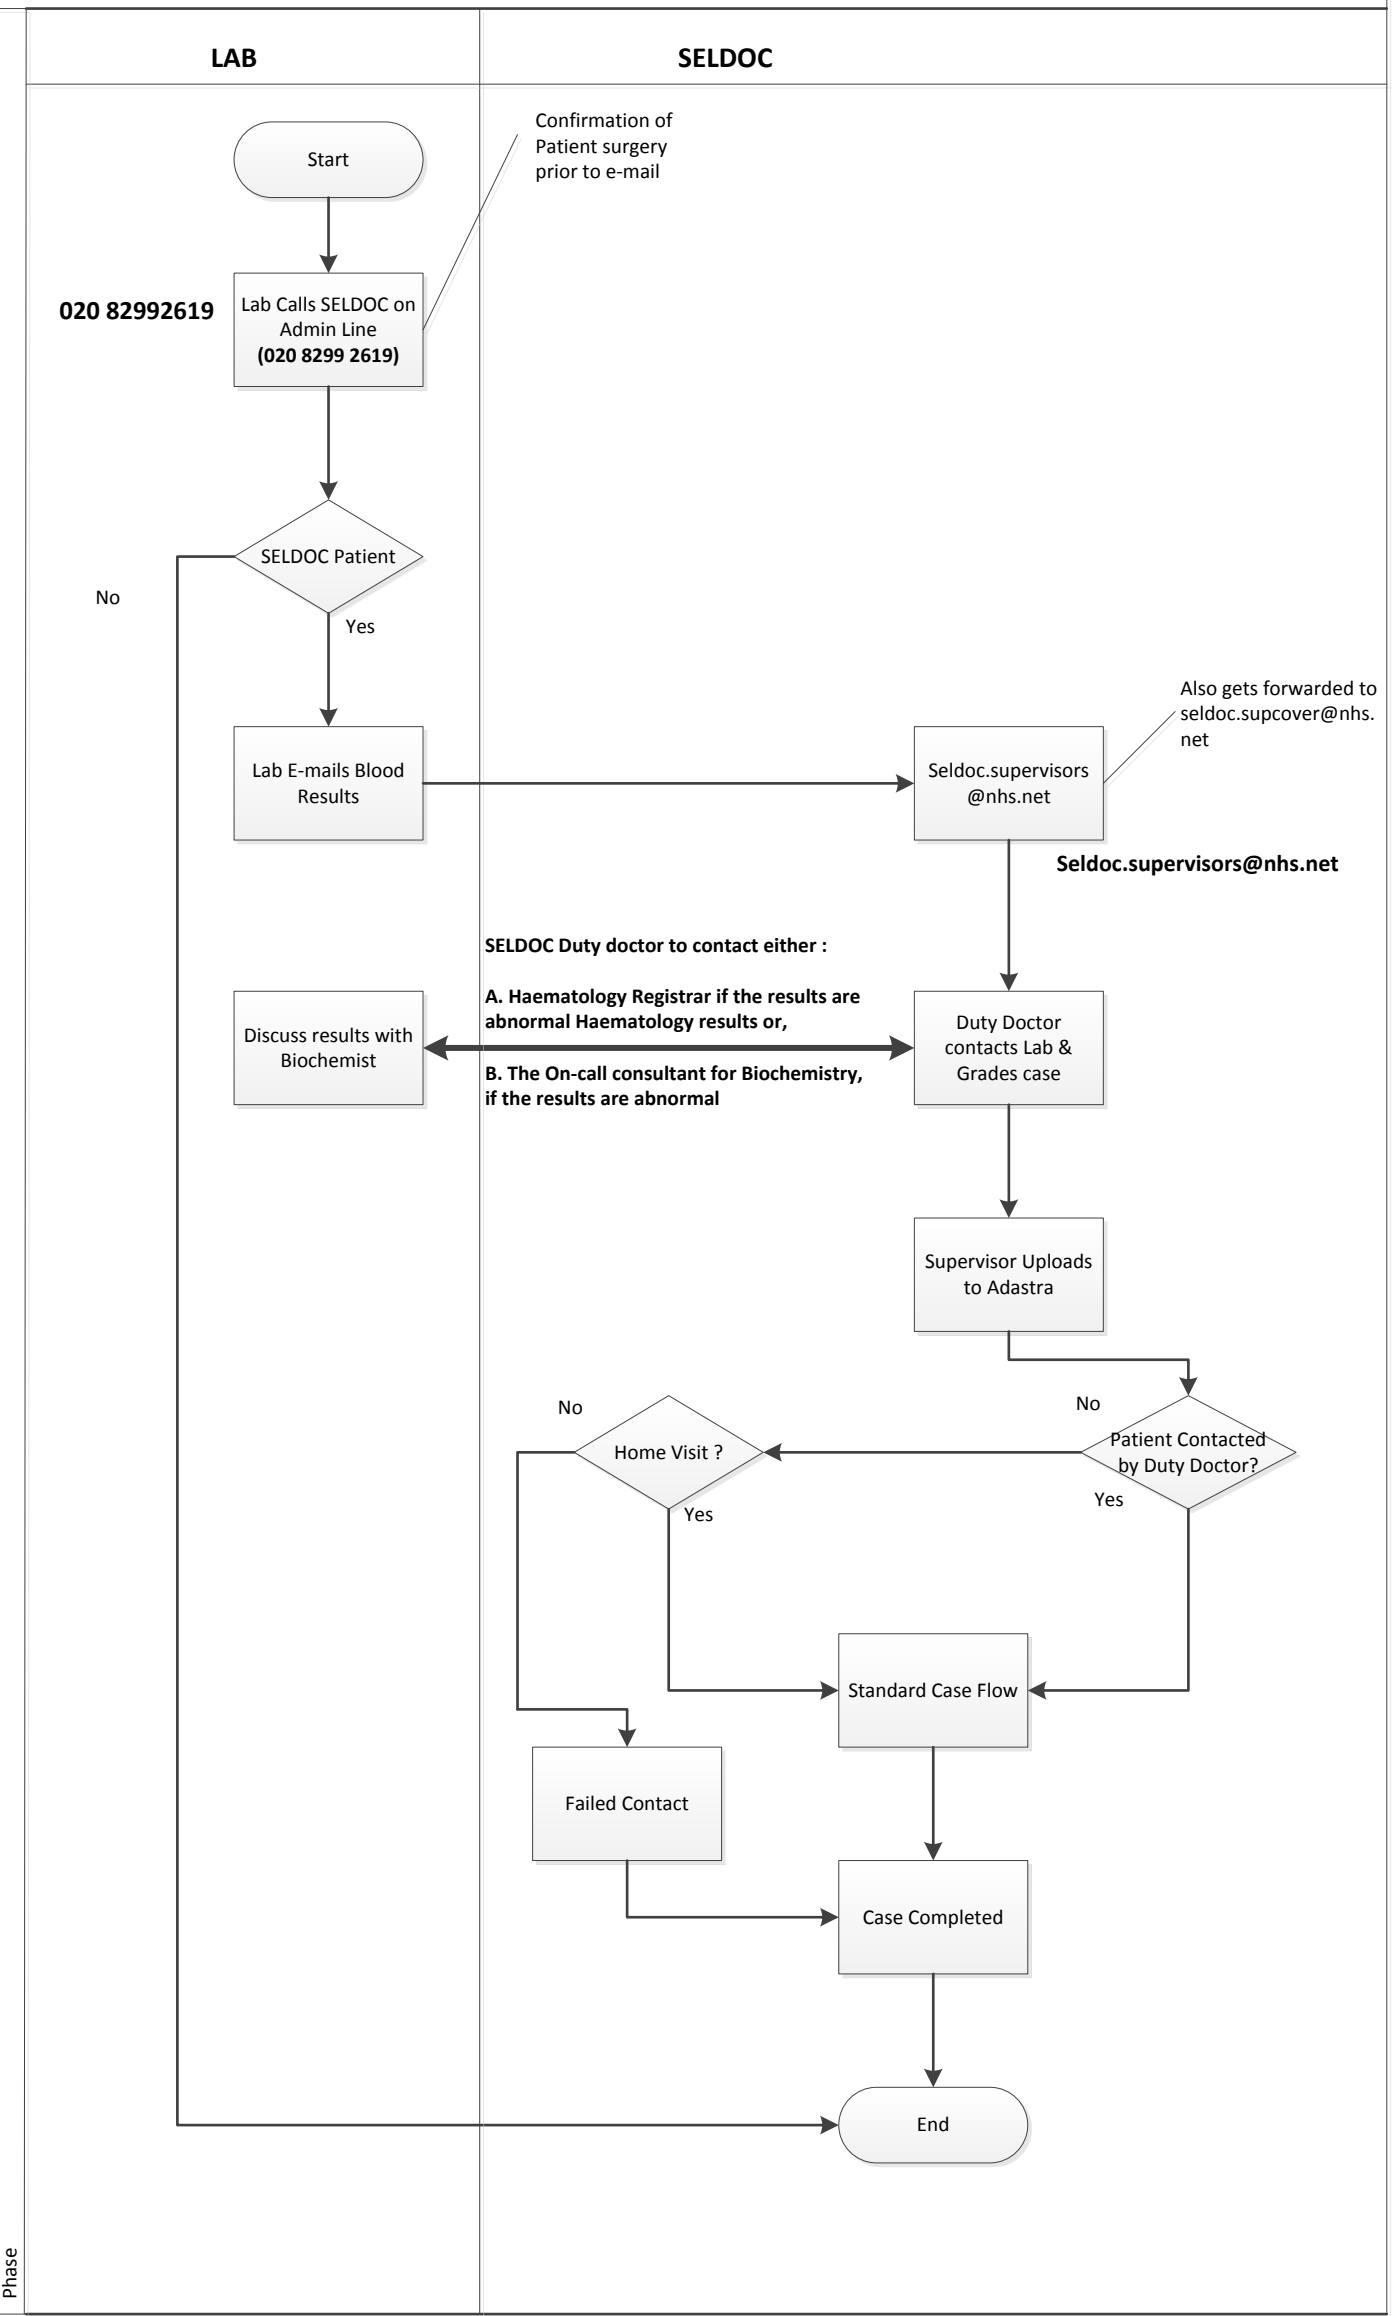 LAB
SELDOC
Confirmation of
Patient surgery
prior to e-mail
Start
020 82992619
Lab Calls SELDOC on
Admin Line
(020 8299 2619)
SELDOC Patient
No
Yes
Also gets forwarded to
seldoc.supcover@nhs.
net
Lab E-mails Blood
Results
Seldoc.supervisors
@nhs.net
Seldoc.supervisors@nhs.net
SELDOC Duty doctor to contact either :
A. Haematology Registrar if the results are
abnormal Haematology results or,
B. The On-call consultant for Biochemistry,
if the results are abnormal
Discuss results with
Biochemist
Duty Doctor
contacts Lab &
Grades case
Supervisor Uploads
to Adastra
No
Patient Contacted
by Duty Doctor?
Yes
No
Home Visit ?
Yes
Standard Case Flow
Failed Contact
Case Completed
End
Phase